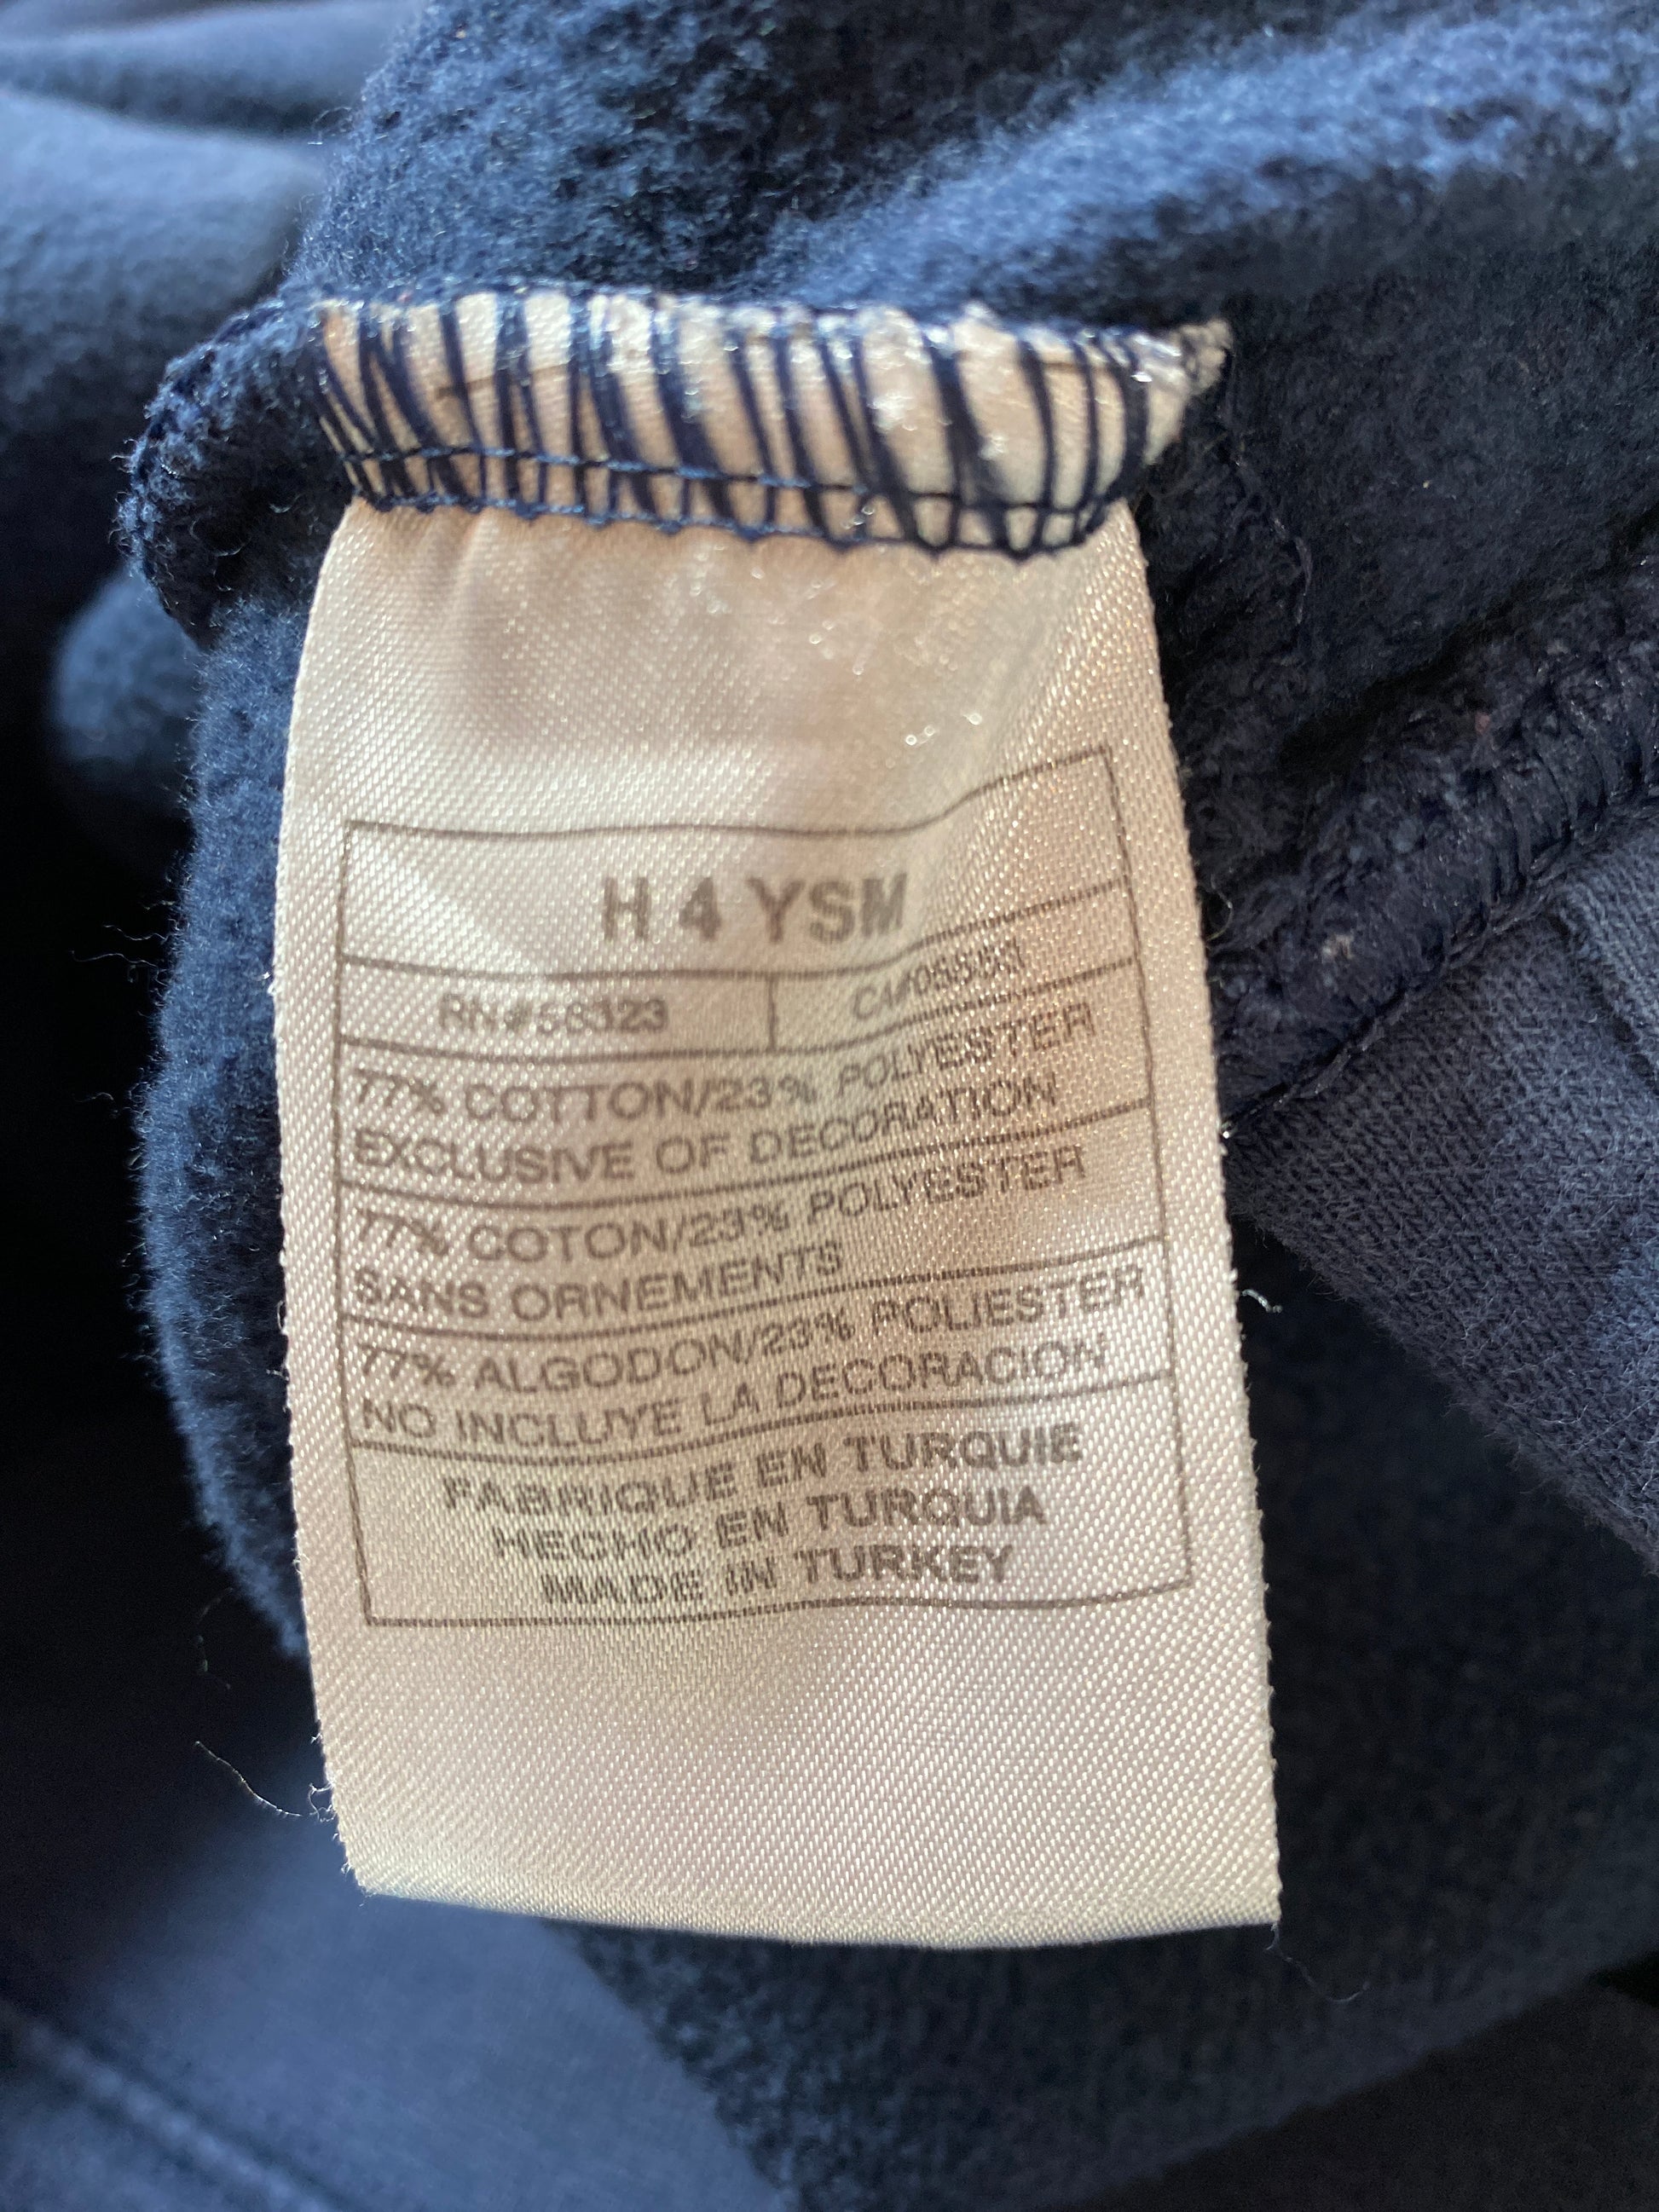 H 4 YSM
RN#56323
77% COTTON/23% POLYESTER
EXCLUSIVE OF DECORATION
77% COTON/23% POLYESTER
SANS ORNEMENTS
77% ALGODON/23% POLIESTER
NO INCLUYE LA DECORACION
FABRIQUE EN TURQUIE
HECHO EN TURQUIA
MADE IN TURKEY